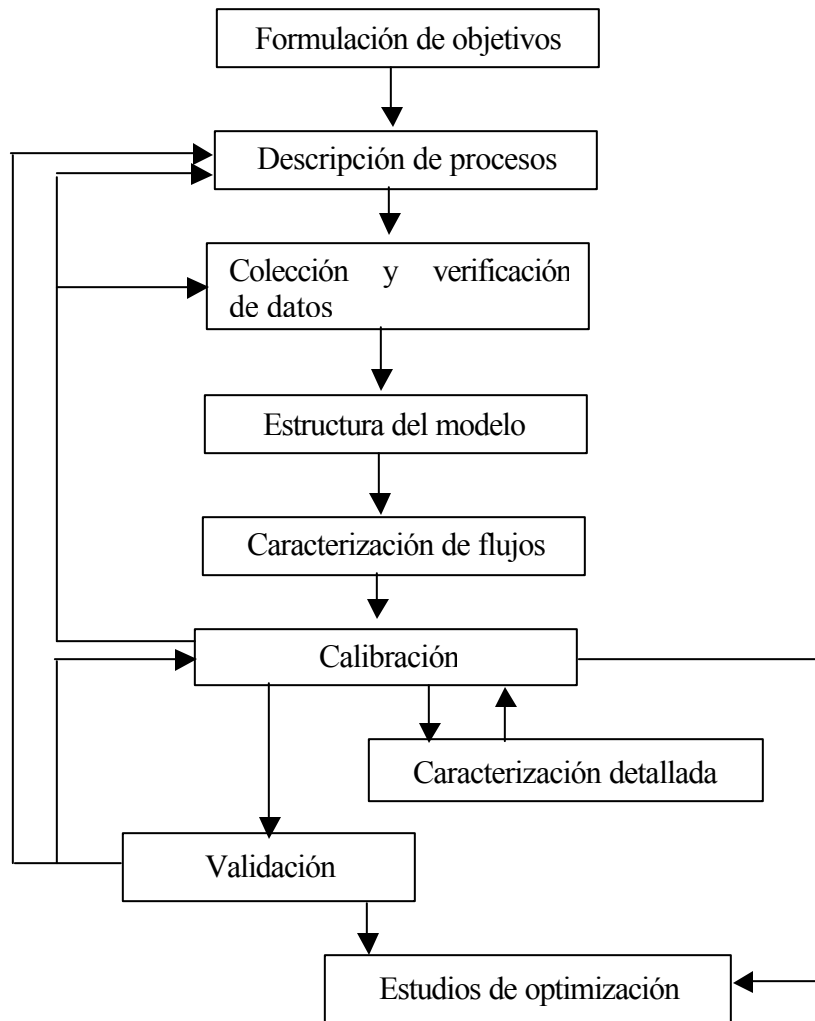 Formulación de objetivos
Descripción de procesos
Colección y verificación
de datos
Estructura del modelo
Caracterización de flujos
Calibración
Caracterización detallada
Validación
Estudios de optimización